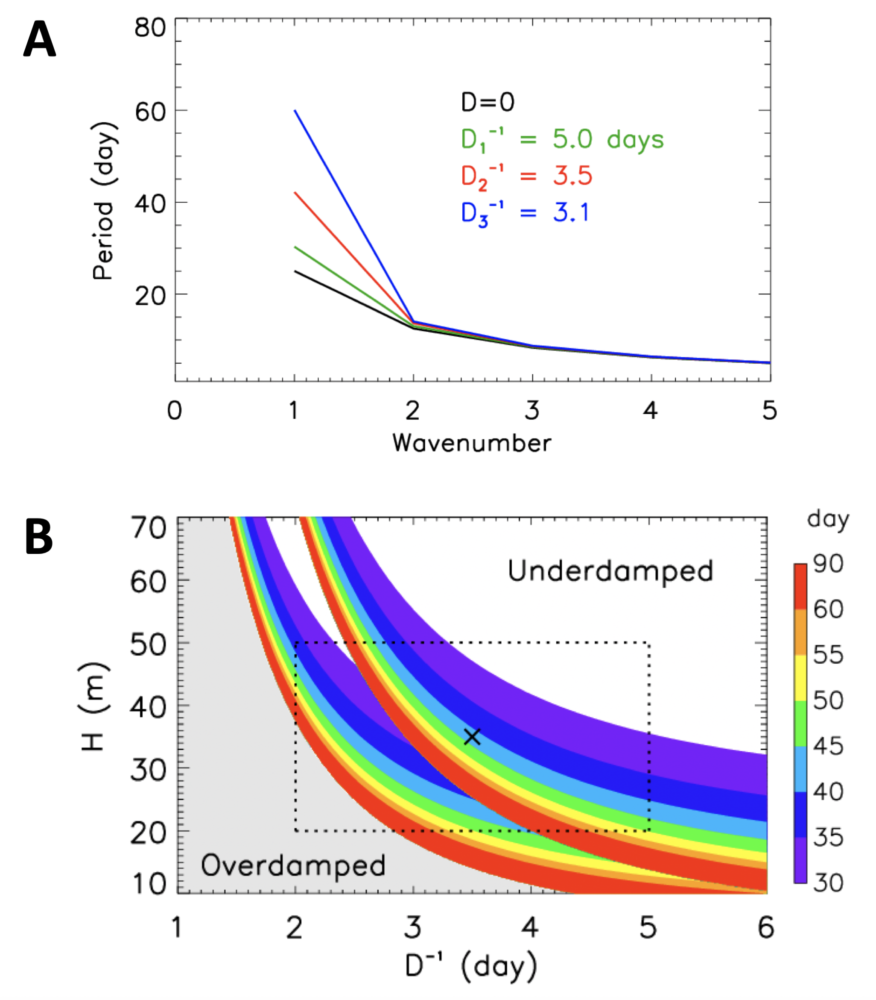 A
80
60
40
20
Period (day)
D=0
D₁⁻¹ = 5.0 days
D₂⁻¹ = 3.5
D₃⁻¹ = 3.1
0 1 2 3 4 5
Wavenumber
B
70
60
50
40
30
20
10
H (m)
Underdamped
Overdamped
1 2 3 4 5 6
D⁻¹ (day)
day
90
60
55
50
45
40
35
30